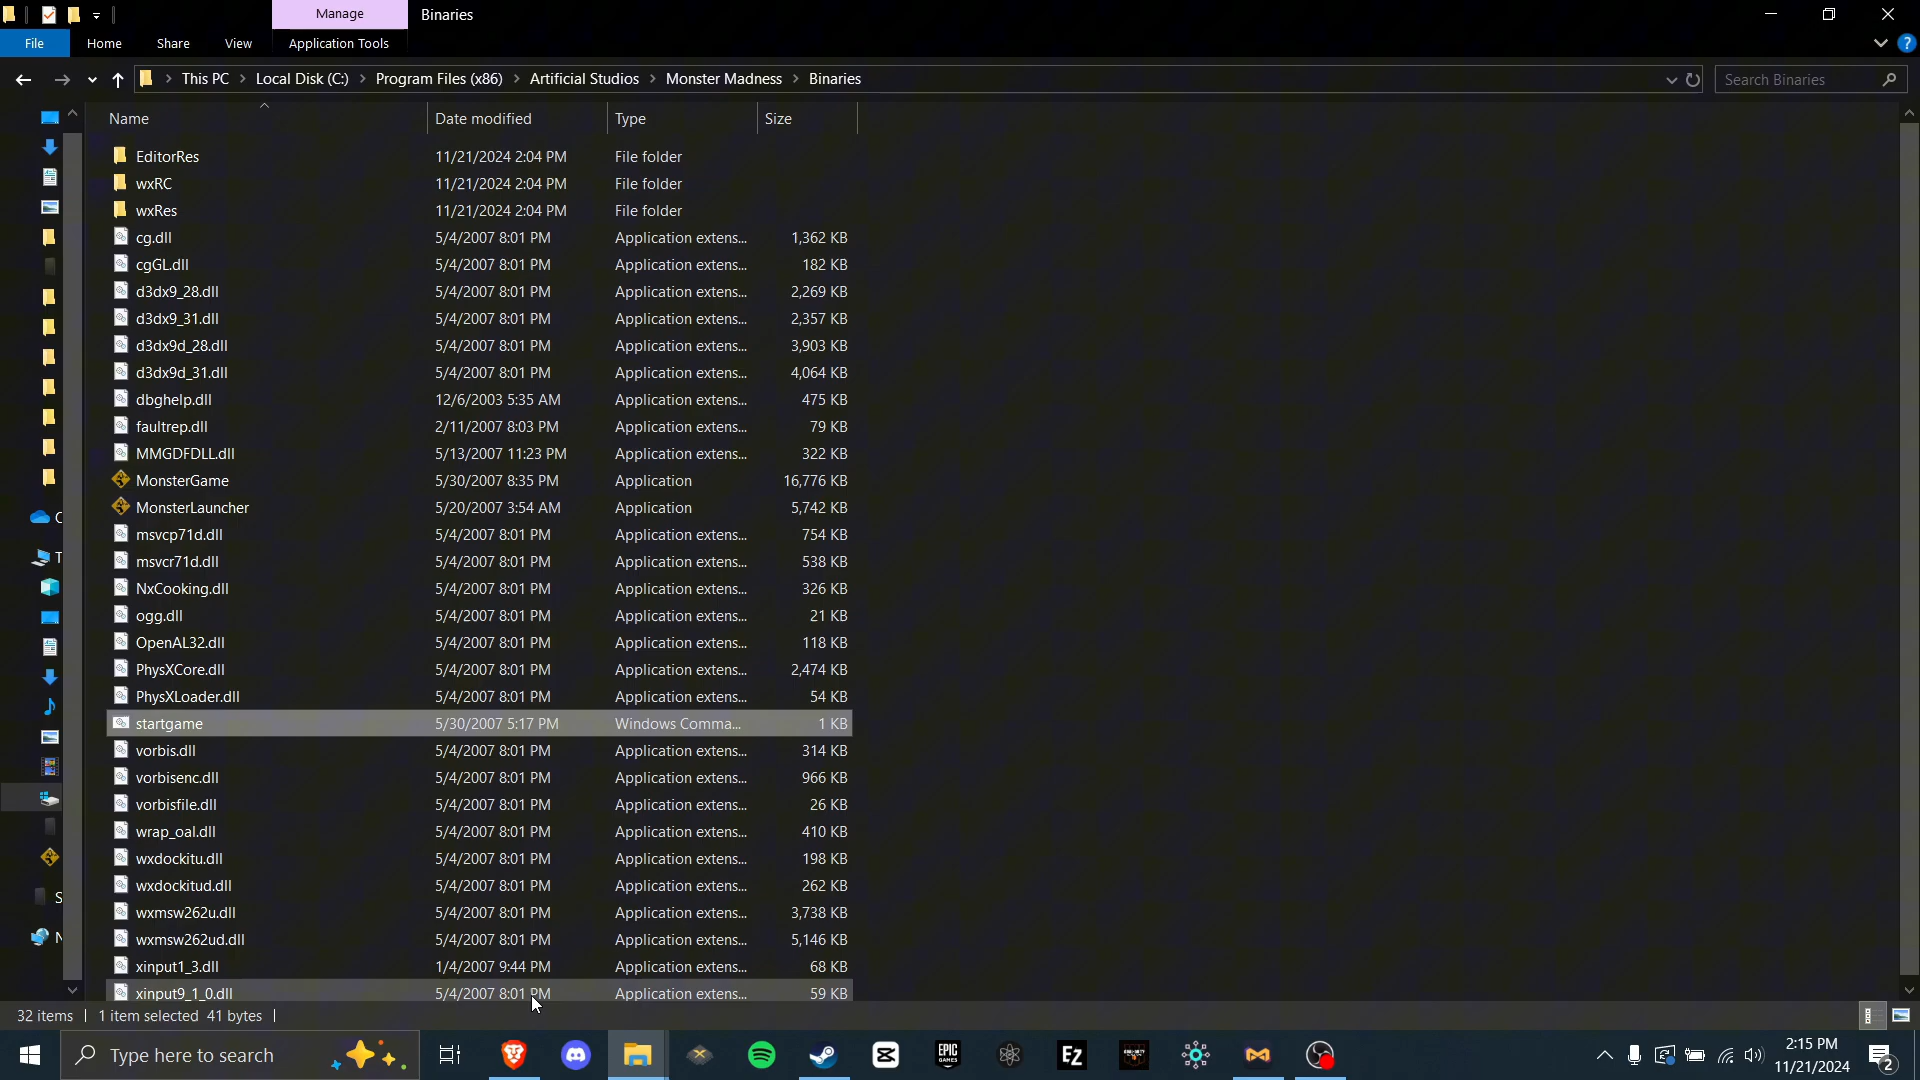 Manage
Binaries
File
Home
Share
View
Application Tools
This PC > Local Disk (C:) > Program Files (x86) > Artificial Studios > Monster Madness > Binaries
Search Binaries
Name Date modified Type Size
EditorRes 11/21/2024 2:04 PM File folder
wxRC 11/21/2024 2:04 PM File folder
wxRes 11/21/2024 2:04 PM File folder
cg.dll 5/4/2007 8:01 PM Application extens... 1,362 KB
cgGL.dll 5/4/2007 8:01 PM Application extens... 182 KB
d3dx9_28.dll 5/4/2007 8:01 PM Application extens... 2,269 KB
d3dx9_31.dll 5/4/2007 8:01 PM Application extens... 2,357 KB
d3dx9d_28.dll 5/4/2007 8:01 PM Application extens... 3,903 KB
d3dx9d_31.dll 5/4/2007 8:01 PM Application extens... 4,064 KB
dbghelp.dll 12/6/2003 5:35 AM Application extens... 475 KB
faultrep.dll 2/11/2007 8:03 PM Application extens... 79 KB
MMGDFDLL.dll 5/13/2007 11:23 PM Application extens... 322 KB
MonsterGame 5/30/2007 8:35 PM Application 16,776 KB
MonsterLauncher 5/20/2007 3:54 AM Application 5,742 KB
msvcp71d.dll 5/4/2007 8:01 PM Application extens... 754 KB
msvcr71d.dll 5/4/2007 8:01 PM Application extens... 538 KB
NxCooking.dll 5/4/2007 8:01 PM Application extens... 326 KB
ogg.dll 5/4/2007 8:01 PM Application extens... 21 KB
OpenAL32.dll 5/4/2007 8:01 PM Application extens... 118 KB
PhysXCore.dll 5/4/2007 8:01 PM Application extens... 2,474 KB
PhysXLoader.dll 5/4/2007 8:01 PM Application extens... 54 KB
startgame 5/30/2007 5:17 PM Windows Comma... 1 KB
vorbis.dll 5/4/2007 8:01 PM Application extens... 314 KB
vorbisenc.dll 5/4/2007 8:01 PM Application extens... 966 KB
vorbisfile.dll 5/4/2007 8:01 PM Application extens... 26 KB
wrap_oal.dll 5/4/2007 8:01 PM Application extens... 410 KB
wxdockitu.dll 5/4/2007 8:01 PM Application extens... 198 KB
wxdockitud.dll 5/4/2007 8:01 PM Application extens... 262 KB
wxmsw262u.dll 5/4/2007 8:01 PM Application extens... 3,738 KB
wxmsw262ud.dll 5/4/2007 8:01 PM Application extens... 5,146 KB
xinput1_3.dll 1/4/2007 9:44 PM Application extens... 68 KB
xinput9_1_0.dll 5/4/2007 8:01 PM Application extens... 59 KB
32 items 1 item selected 41 bytes
Type here to search
EPIC GAMES
EZ
2:15 PM
11/21/2024
2